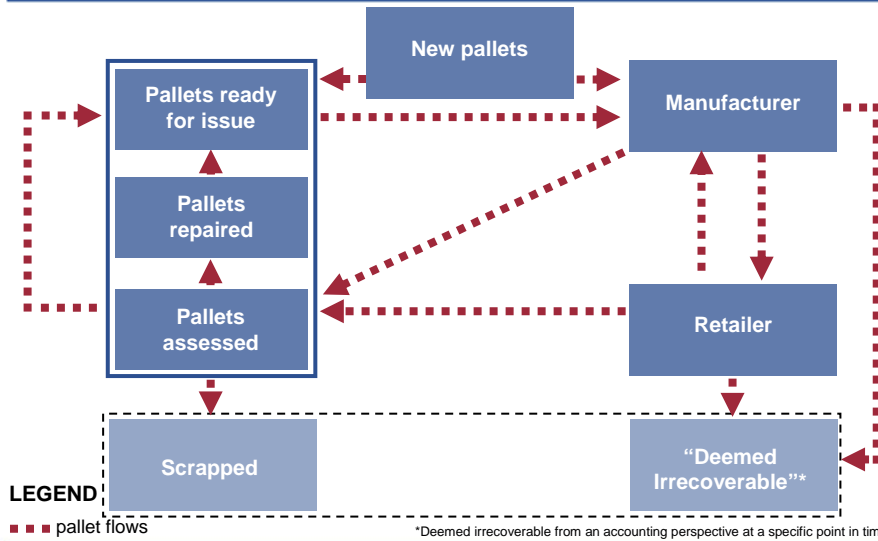 New pallets
Pallets ready
for issue
Manufacturer
Pallets
repaired
Pallets
assessed
Retailer
Scrapped
“Deemed
Irrecoverable”*
LEGEND
pallet flows
*Deemed irrecoverable from an accounting perspective at a specific point in tim